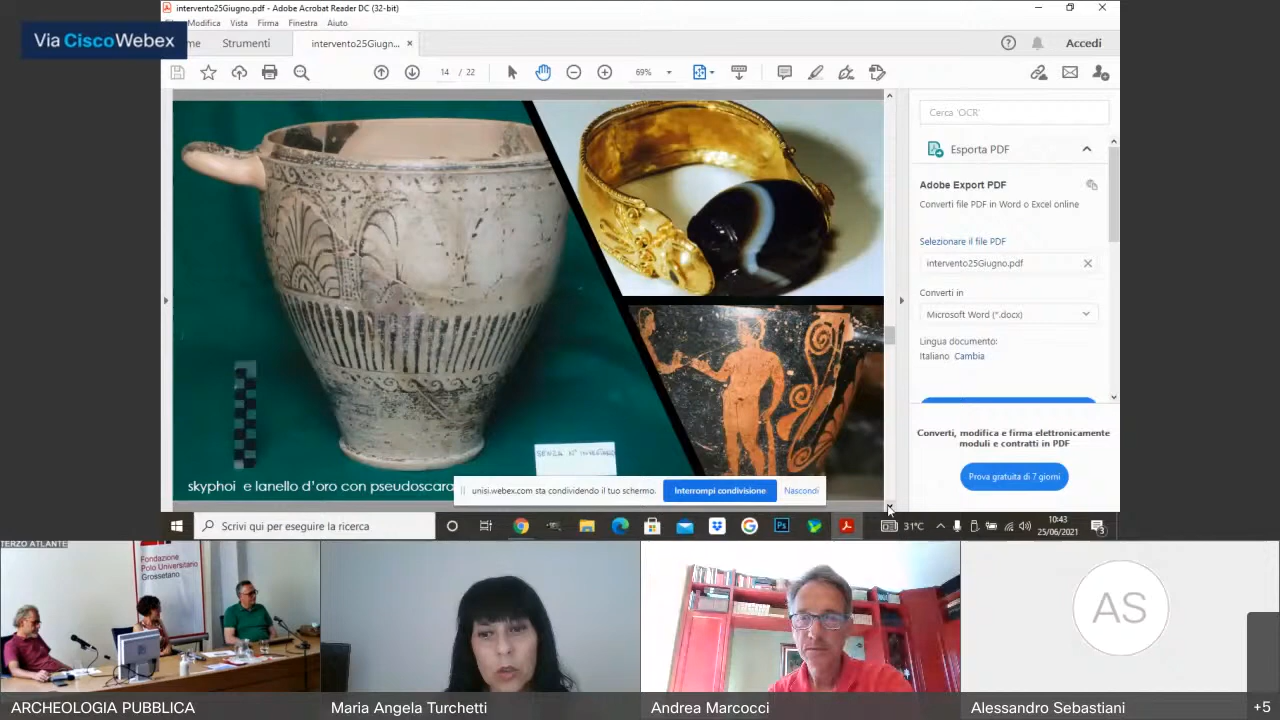 intervento25Giugno.pdf - Adobe Acrobat Reader DC (32-bit)
Modifica Vista Firma Finestra Aiuto
Via CiscoWebex
me Strumenti intervento25Giugn... × Accedi
14 / 22 69%
Cerca 'OCR'
Esporta PDF
Adobe Export PDF
Converti file PDF in Word o Excel online
Selezionare il file PDF
intervento25Giugno.pdf
Converti in
Microsoft Word (*.docx)
Lingua documento:
Italiano Cambia
Converti, modifica e firma elettronicamente
moduli e contratti in PDF
Prova gratuita di 7 giorni
SENZA N° INVENTARIO
skyphoi e lanello d'oro con pseudoscara
unisi.webex.com sta condividendo il tuo schermo. Interrompi condivisione Nascondi
Scrivi qui per eseguire la ricerca
31°C
10:43
25/06/2021
3
TERZO ATLANTE
Fondazione
Polo Universitario
Grossetano
AS
ARCHEOLOGIA PUBBLICA
Maria Angela Turchetti
Andrea Marcocci
Alessandro Sebastiani
+5